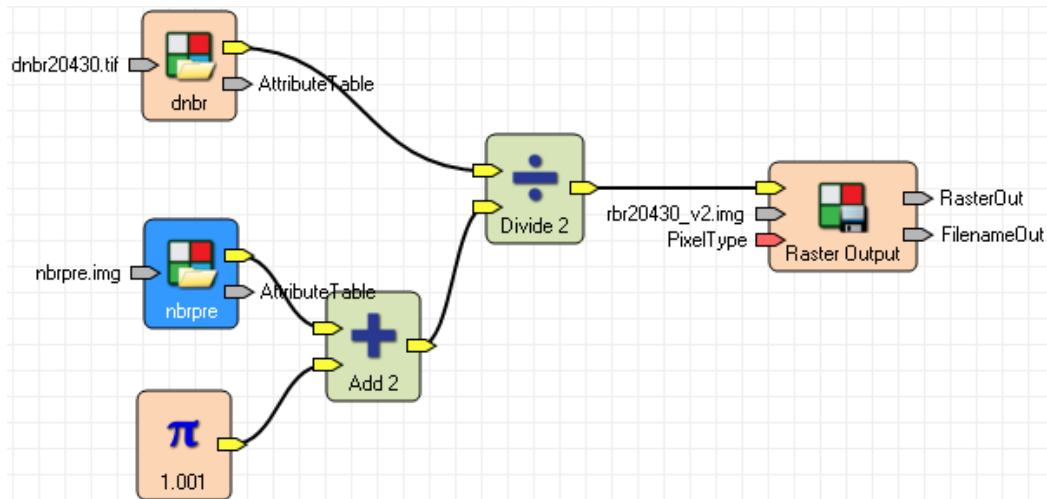 dnbr20430.tif
AttributeTable
dnbr
Divide 2
rbr20430_v2.img
PixelType
Raster Output
RasterOut
FilenameOut
nbrpre.img
AttributeTable
nbrpre
Add 2
π
1.001